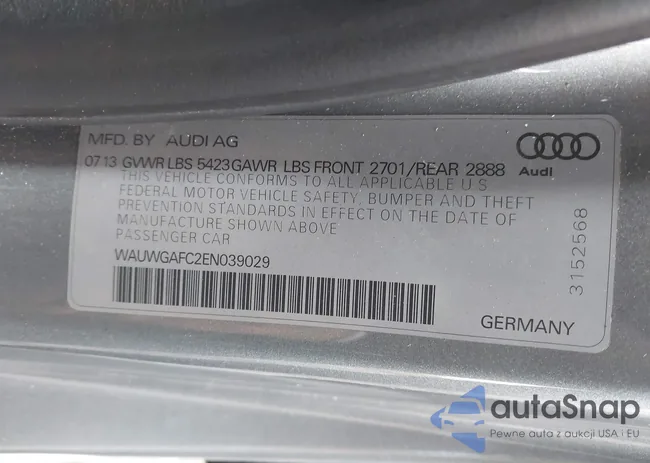 MFD. BY AUDI AG
07 13 GVWR LBS 5423 GAWR LBS FRONT 2701/REAR 2888
THIS VEHICLE CONFORMS TO ALL APPLICABLE U S
FEDERAL MOTOR VEHICLE SAFETY, BUMPER AND THEFT
PREVENTION STANDARDS IN EFFECT ON THE DATE OF
MANUFACTURE SHOWN ABOVE
PASSENGER CAR
WAUWGAFC2EN039029
Audi
3152568
GERMANY
autaSnap
Pewne auta z aukcji USA i EU